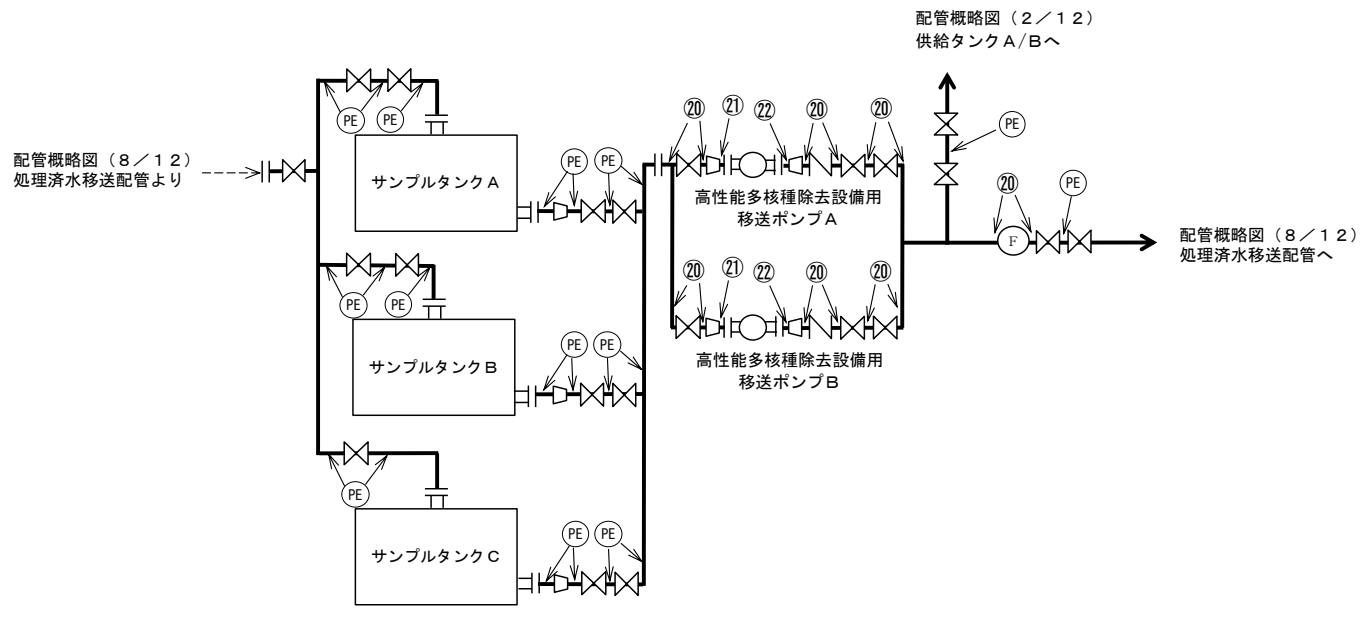 配管概略図（２／１２）
供給タンクＡ/Ｂへ
PE PE
⑳ ㉑ ㉒ ⑳ ⑳
PE
配管概略図（８／１２）
処理済水移送配管より
サンプルタンクＡ
PE PE
高性能多核種除去設備用
移送ポンプＡ
⑳ PE
F
配管概略図（８／１２）
処理済水移送配管へ
PE PE
サンプルタンクＢ
PE PE
⑳ ㉑ ㉒ ⑳ ⑳
高性能多核種除去設備用
移送ポンプＢ
PE
サンプルタンクＣ
PE PE